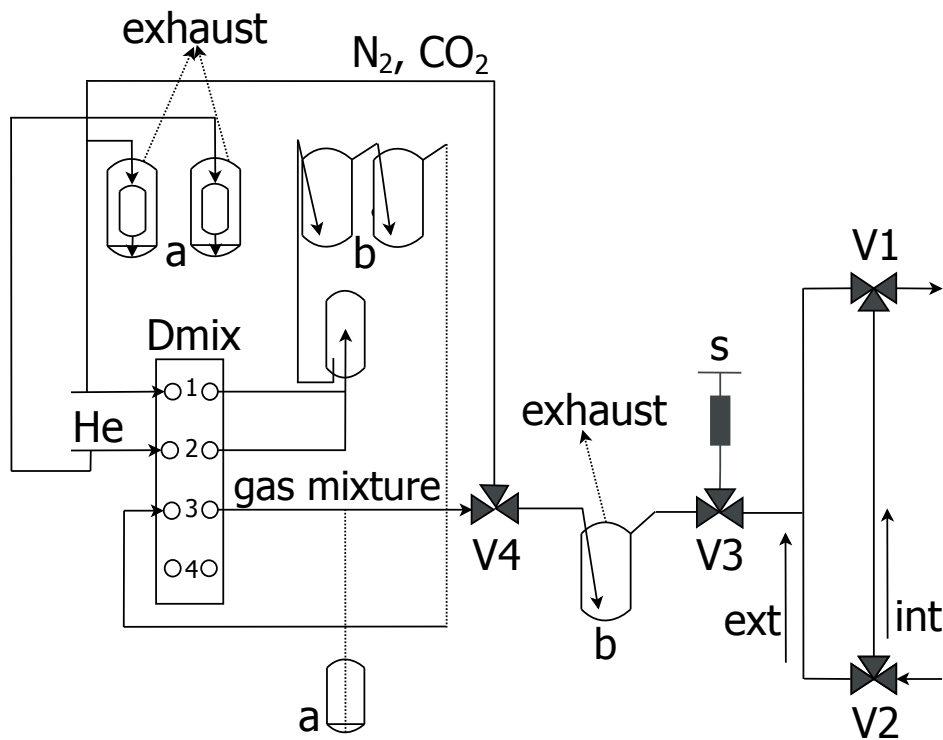 exhaust
N₂, CO₂
a
b
V1
Dmix
1
s
He
exhaust
2
gas mixture
3
V4
V3
4
ext
int
b
a
V2